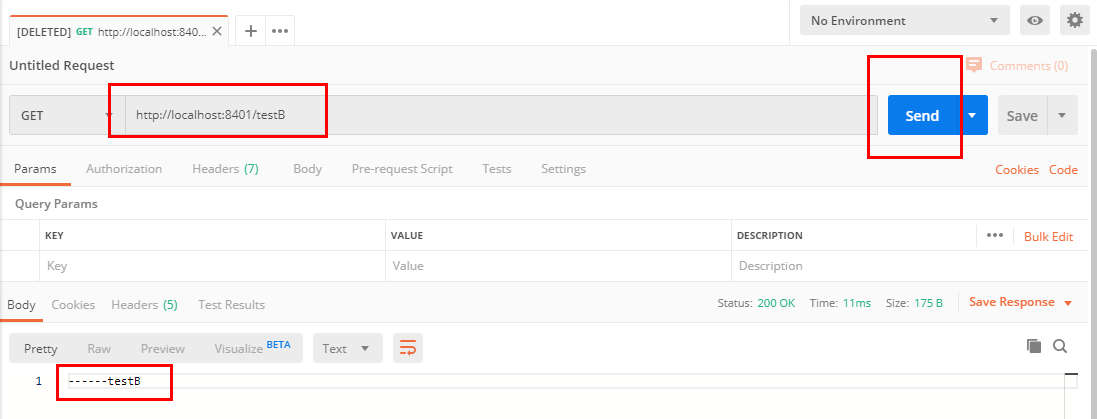 [DELETED] GET http://localhost:840... No Environment
Untitled Request Comments (0)
GET http://localhost:8401/testB Send Save
Params Authorization Headers (7) Body Pre-request Script Tests Settings Cookies Code
Query Params
KEY VALUE DESCRIPTION Bulk Edit
Key Value Description
Body Cookies Headers (5) Test Results Status: 200 OK Time: 11ms Size: 175 B Save Response
Pretty Raw Preview Visualize BETA Text
1 ------testB